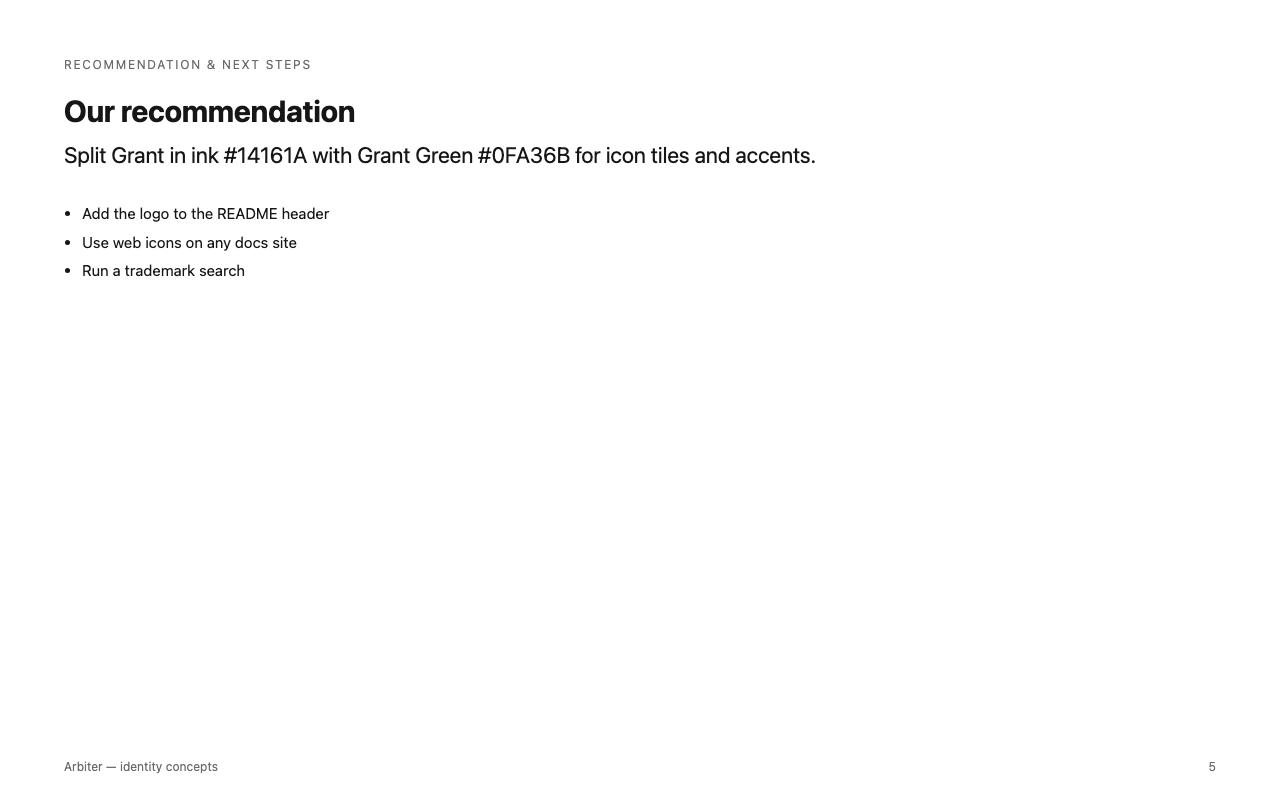 RECOMMENDATION & NEXT STEPS
Our recommendation
Split Grant in ink #14161A with Grant Green #0FA36B for icon tiles and accents.
• Add the logo to the README header
• Use web icons on any docs site
• Run a trademark search
Arbiter — identity concepts
5